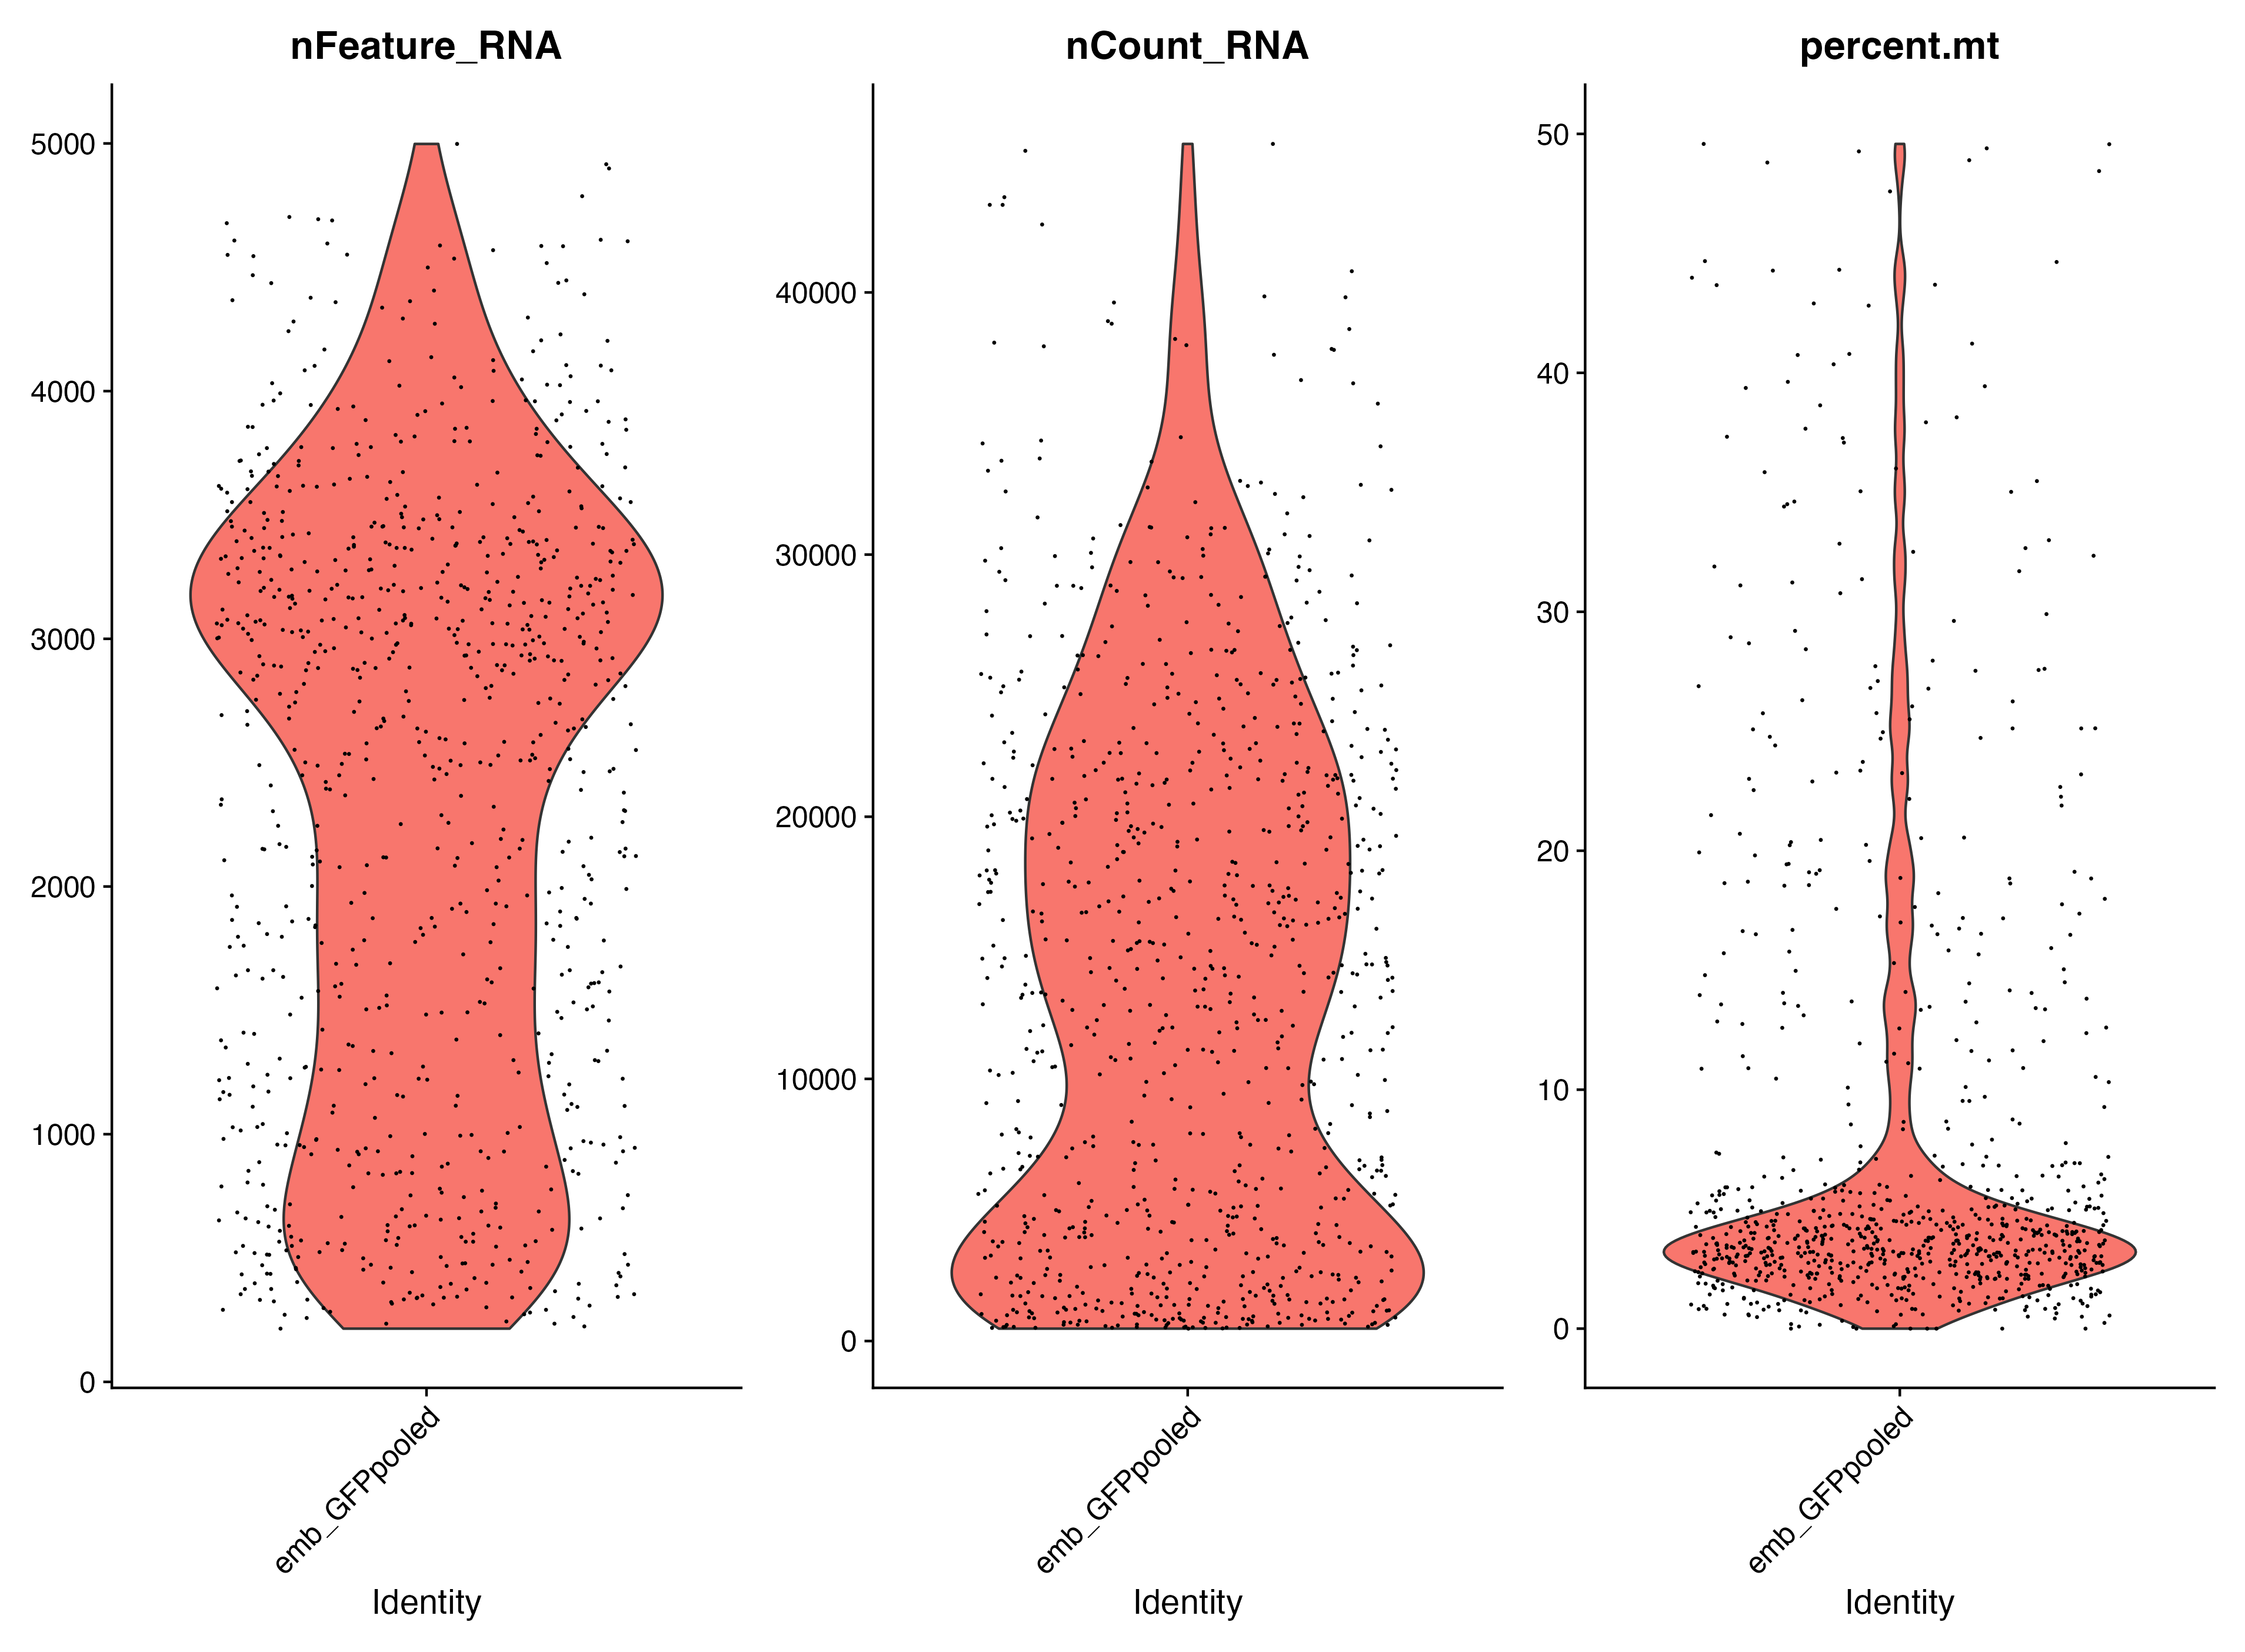 nFeature_RNA
5000
4000
3000
2000
1000
0
emb_GFPpooled
Identity
nCount_RNA
40000
30000
20000
10000
0
emb_GFPpooled
Identity
percent.mt
50
40
30
20
10
0
emb_GFPpooled
Identity